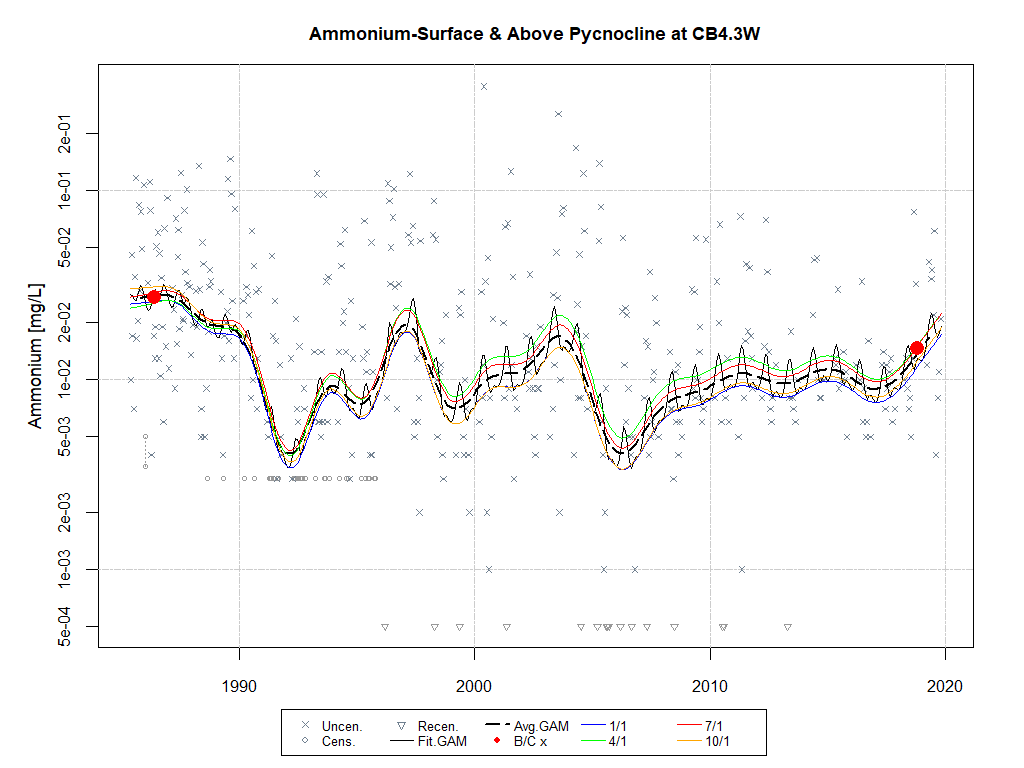 Ammonium-Surface & Above Pycnocline at CB4.3W
Ammonium [mg/L]
2e-01
1e-01
5e-02
2e-02
1e-02
5e-03
2e-03
1e-03
5e-04
1990 2000 2010 2020
Uncen. Recen. Avg.GAM 1/1 7/1
Cens. Fit.GAM B/C x 4/1 10/1